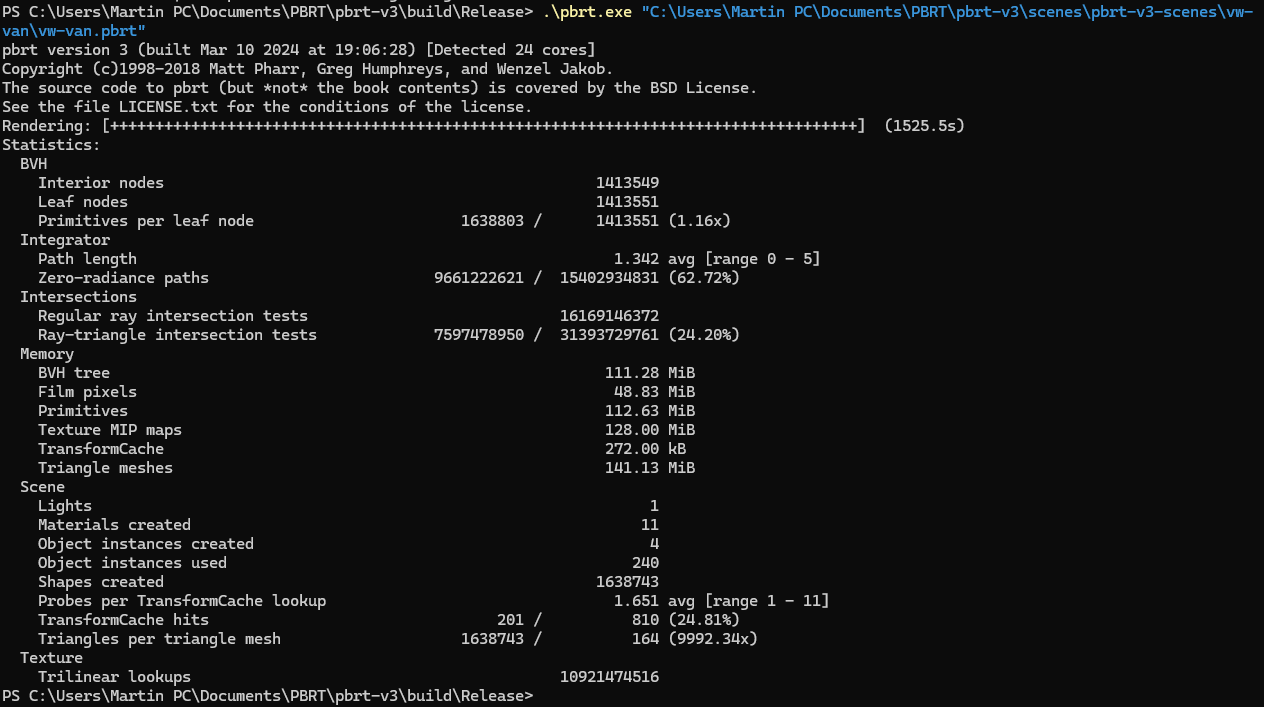 PS C:\Users\Martin PC\Documents\PBRT\pbrt-v3\build\Release> .\pbrt.exe "C:\Users\Martin PC\Documents\PBRT\pbrt-v3\scenes\pbrt-v3-scenes\vw-
van\vw-van.pbrt"
pbrt version 3 (built Mar 10 2024 at 19:06:28) [Detected 24 cores]
Copyright (c)1998-2018 Matt Pharr, Greg Humphreys, and Wenzel Jakob.
The source code to pbrt (but *not* the book contents) is covered by the BSD License.
See the file LICENSE.txt for the conditions of the license.
Rendering: [+++++++++++++++++++++++++++++++++++++++++++++++++++++++++++++++++++++++++++++++++++]  (1525.5s)
Statistics:
  BVH
    Interior nodes                                                1413549
    Leaf nodes                                                    1413551
    Primitives per leaf node                       1638803 /      1413551 (1.16x)
  Integrator
    Path length                                                     1.342 avg [range 0 - 5]
    Zero-radiance paths                         9661222621 /  15402934831 (62.72%)
  Intersections
    Regular ray intersection tests                            16169146372
    Ray-triangle intersection tests             7597478950 /  31393729761 (24.20%)
  Memory
    BVH tree                                                       111.28 MiB
    Film pixels                                                     48.83 MiB
    Primitives                                                     112.63 MiB
    Texture MIP maps                                               128.00 MiB
    TransformCache                                                 272.00 kB
    Triangle meshes                                                141.13 MiB
  Scene
    Lights                                                              1
    Materials created                                                  11
    Object instances created                                            4
    Object instances used                                             240
    Shapes created                                                1638743
    Probes per TransformCache lookup                                1.651 avg [range 1 - 11]
    TransformCache hits                                201 /          810 (24.81%)
    Triangles per triangle mesh                    1638743 /          164 (9992.34x)
  Texture
    Trilinear lookups                                         10921474516
PS C:\Users\Martin PC\Documents\PBRT\pbrt-v3\build\Release>